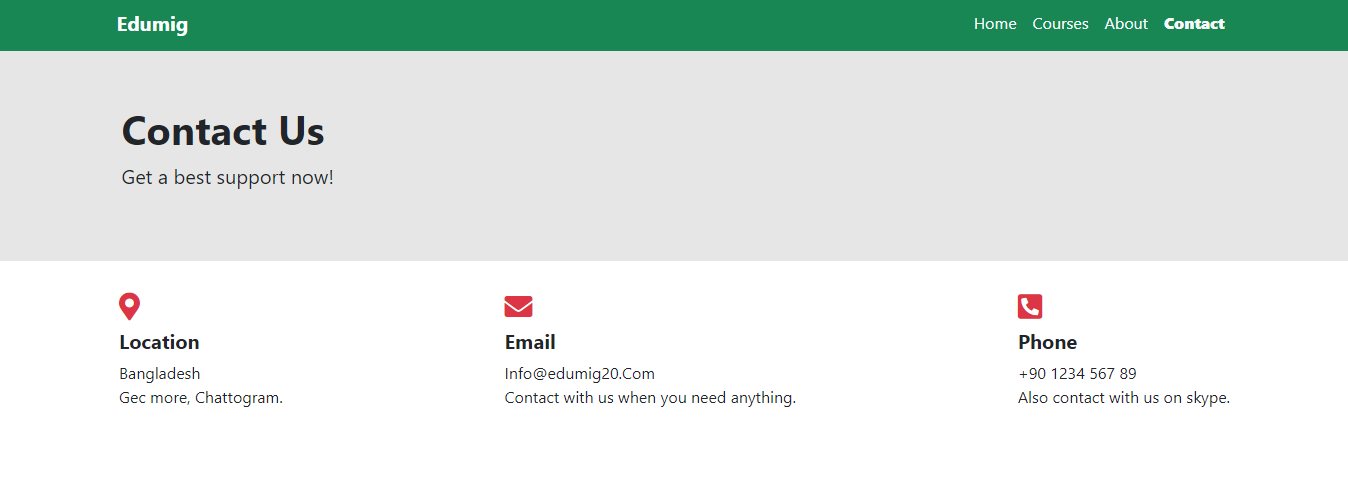 Edumig
Home Courses About Contact
Contact Us
Get a best support now!
Location
Bangladesh
Gec more, Chattogram.
Email
Info@edumig20.Com
Contact with us when you need anything.
Phone
+90 1234 567 89
Also contact with us on skype.